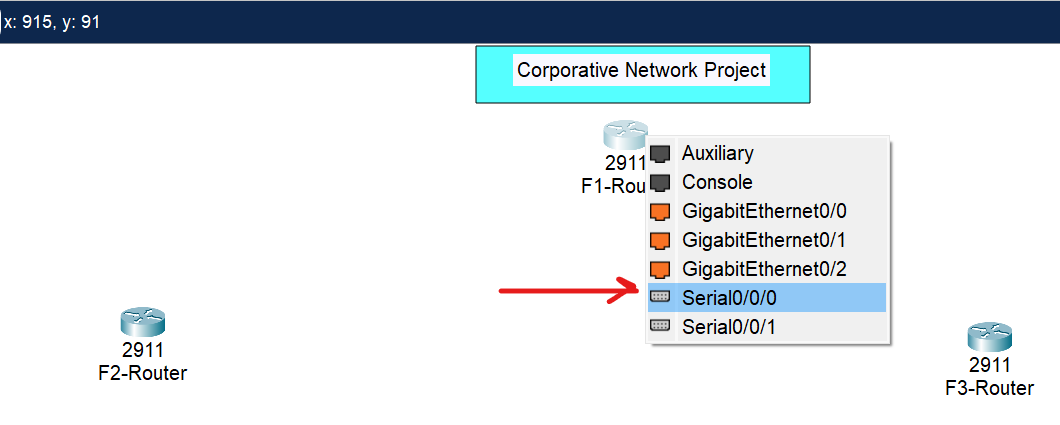 x: 915, y: 91
Corporative Network Project
2911
F1-Rou
Auxiliary
Console
GigabitEthernet0/0
GigabitEthernet0/1
GigabitEthernet0/2
Serial0/0/0
Serial0/0/1
2911
F2-Router
2911
F3-Router